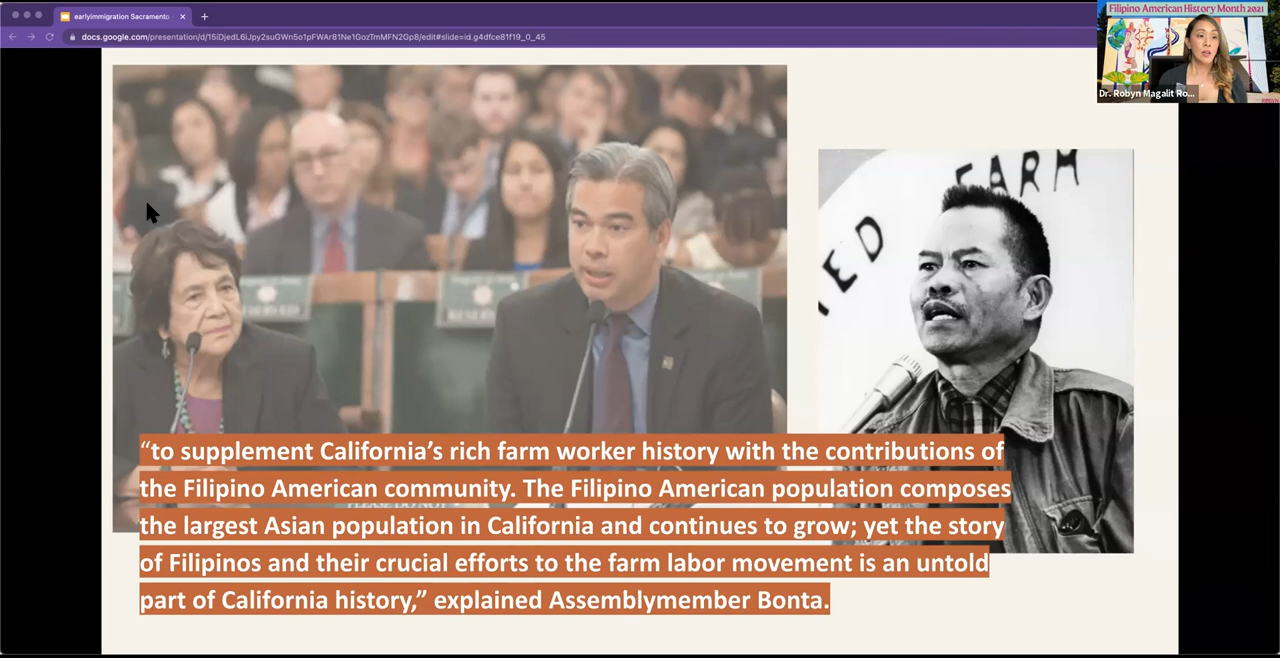 earlyimmigration Sacramento
docs.google.com/presentation/d/15iDjedL6iJpy2suGWn5o1pFWAr81Ne1GozTmMFN2Gp8/edit#slide=id.g4dfce81f19_0_45
Filipino American History Month 2021
Dr. Robyn Magalit Ro...
FARM
ED
“to supplement California’s rich farm worker history with the contributions of
the Filipino American community. The Filipino American population composes
the largest Asian population in California and continues to grow; yet the story
of Filipinos and their crucial efforts to the farm labor movement is an untold
part of California history,” explained Assemblymember Bonta.